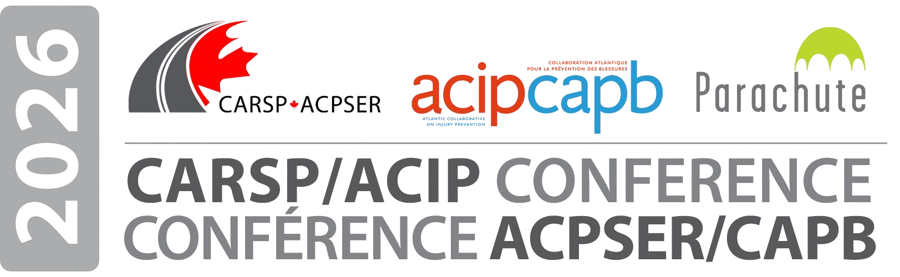 2026
CARSP ACPSER
COLLABORATION ATLANTIQUE
POUR LA PRÉVENTION DES BLESSURES
acipcapb
ATLANTIC COLLABORATIVE
ON INJURY PREVENTION
Parachute
CARSP/ACIP CONFERENCE
CONFÉRENCE ACPSER/CAPB